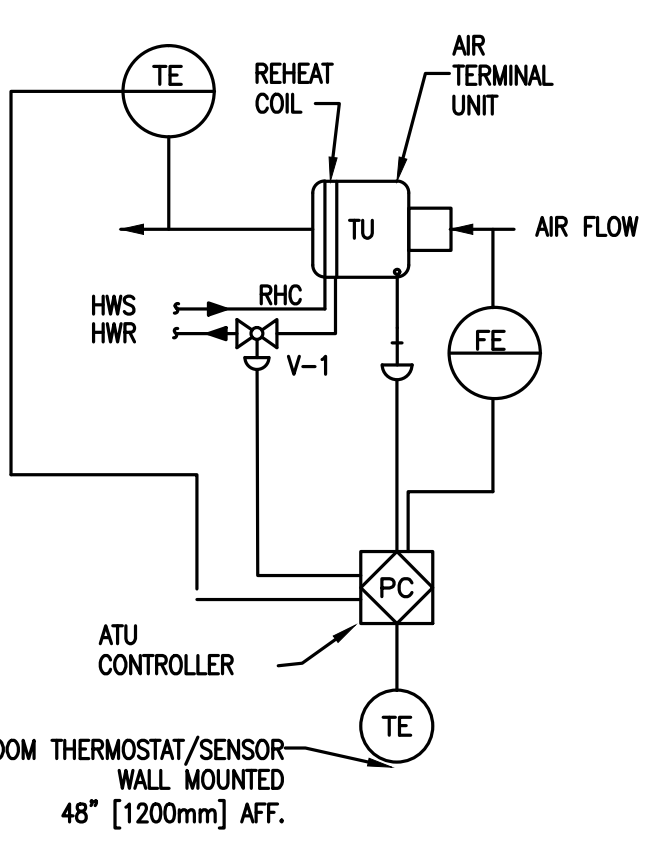 TE
REHEAT
COIL
AIR
TERMINAL
UNIT
TU
AIR FLOW
HWS
RHC
HWR
V-1
FE
PC
ATU
CONTROLLER
TE
THERMOSTAT/SENSOR
WALL MOUNTED
48" [1200mm] AFF.